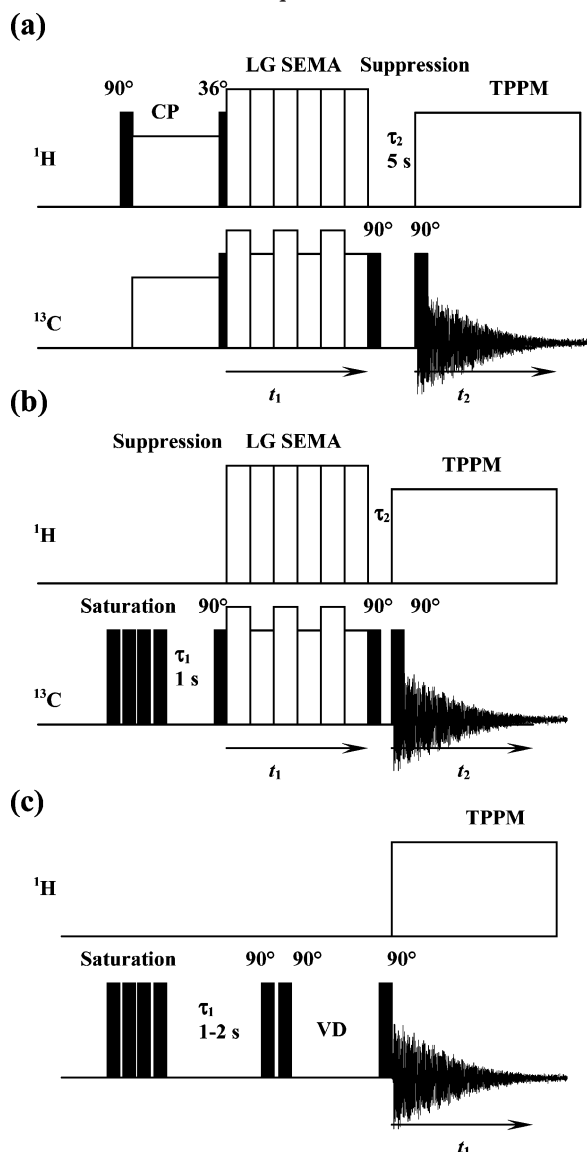 (a)
LG SEMA Suppression
90° 36° TPPM
CP
¹H
τ₂
5 s
90° 90°
¹³C
t₁ t₂
(b)
Suppression LG SEMA
TPPM
¹H
τ₂
Saturation 90° 90° 90°
τ₁
1 s
¹³C
t₁ t₂
(c)
TPPM
¹H
Saturation 90° 90° 90°
τ₁
1-2 s VD
¹³C
t₁